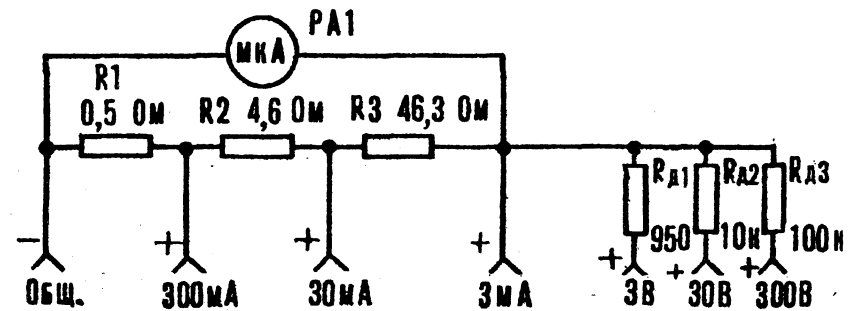 PA1
мкА
R1
0,5 Ом
R2 4,6 Ом
R3 46,3 Ом
Rд1
Rд2
Rд3
950
10к
100к
−
+
+
+
+
+
+
Общ.
300мА
30мА
3мА
3В
30В
300В